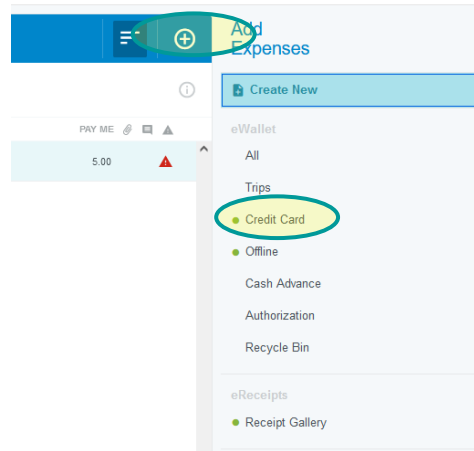 Add
Expenses
Create New
PAY ME
5.00
eWallet
All
Trips
Credit Card
Offline
Cash Advance
Authorization
Recycle Bin
eReceipts
Receipt Gallery